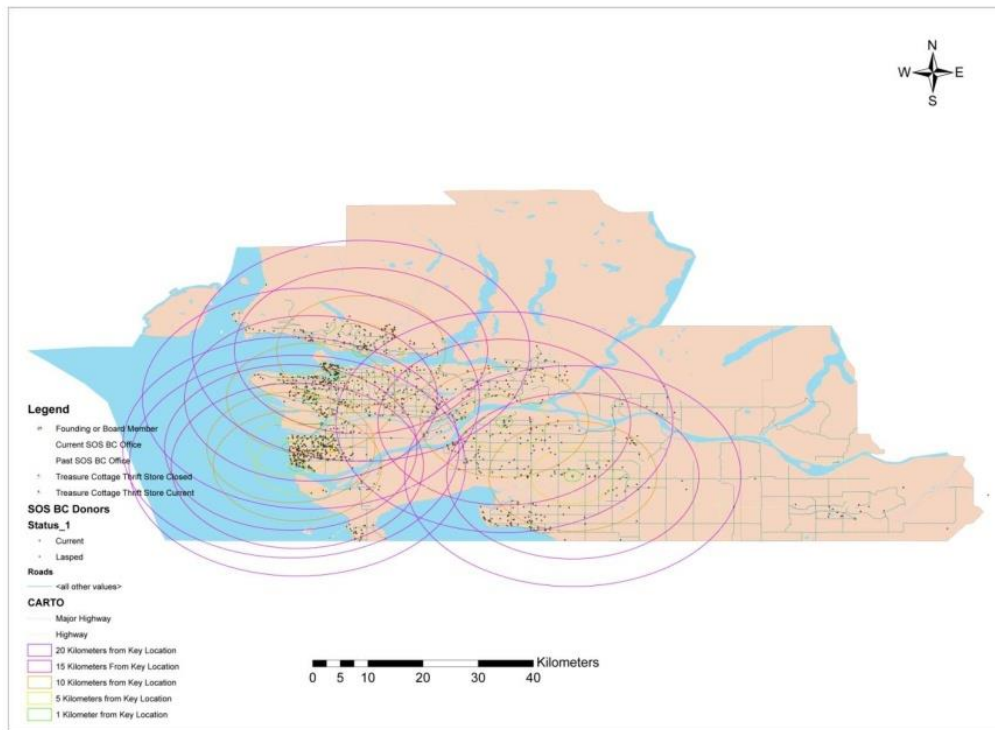 N
W E
S
Legend
Founding or Board Member
Current SOS BC Office
Past SOS BC Office
Treasure Cottage Thrift Store Closed
Treasure Cottage Thrift Store Current
SOS BC Donors
Status_1
Current
Lasped
Roads
<all other values>
CARTO
Major Highway
Highway
20 Kilometers from Key Location
15 Kilometers From Key Location
10 Kilometers from Key Location
5 Kilometers from Key Location
1 Kilometer from Key Location
Kilometers
0 5 10 20 30 40